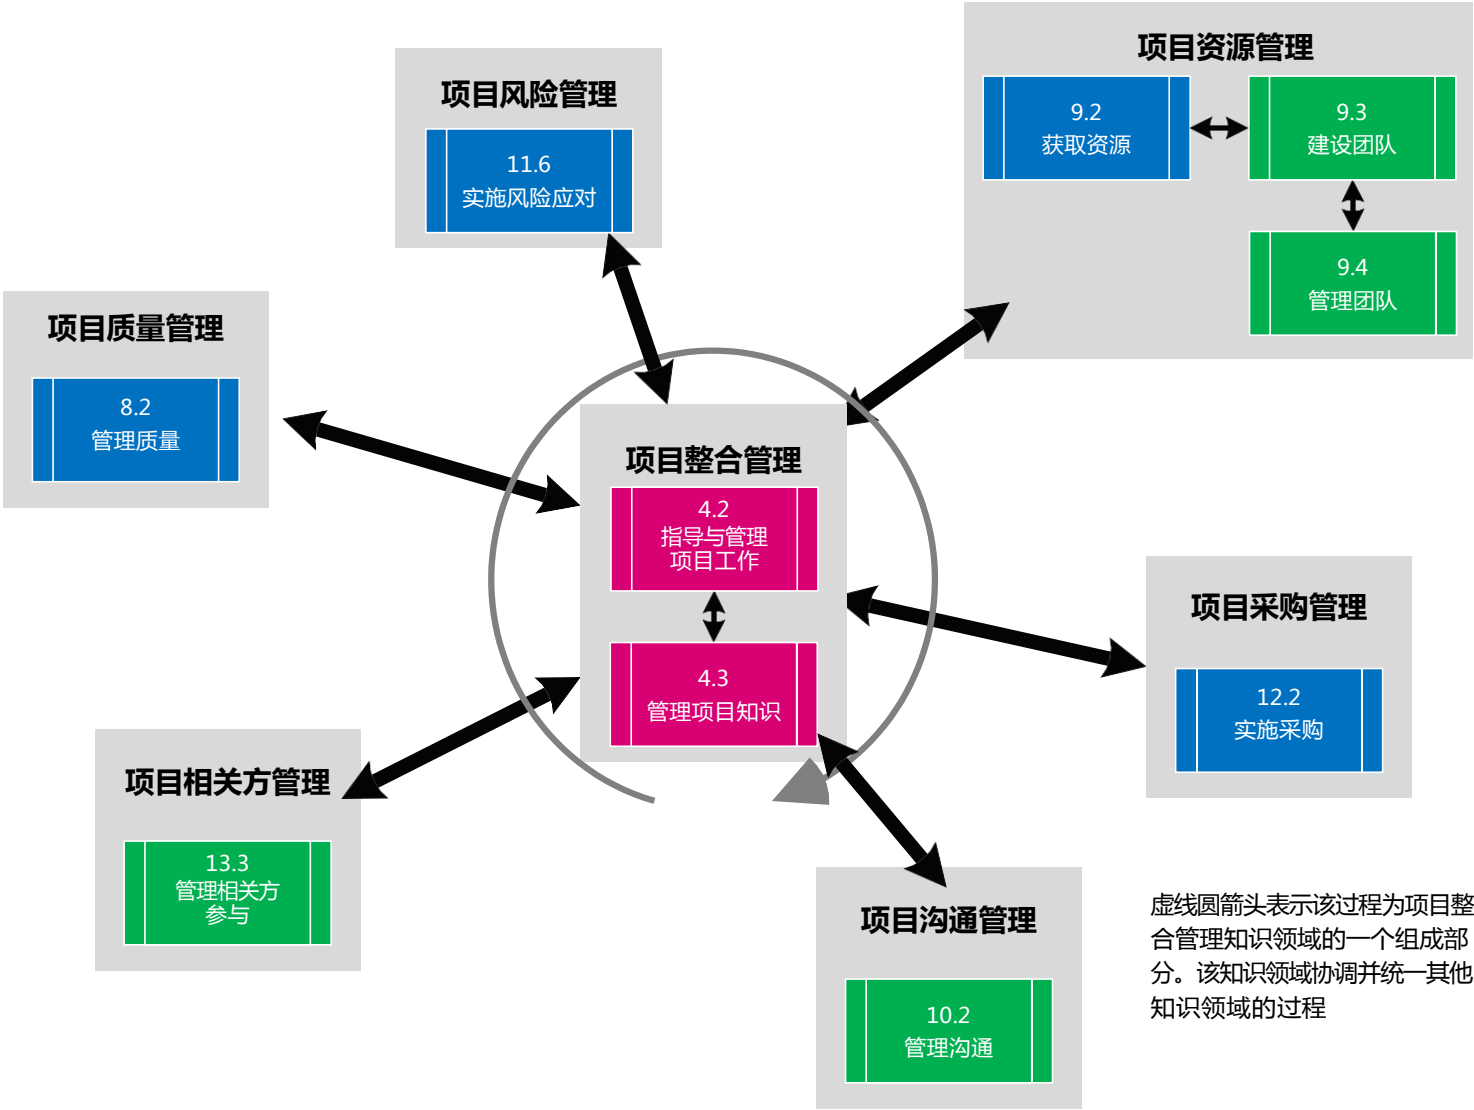 项目资源管理
9.2
获取资源
9.3
建设团队
9.4
管理团队
项目风险管理
11.6
实施风险应对
项目质量管理
8.2
管理质量
项目整合管理
4.2
指导与管理
项目工作
4.3
管理项目知识
项目采购管理
12.2
实施采购
项目相关方管理
13.3
管理相关方
参与
项目沟通管理
10.2
管理沟通
虚线圆箭头表示该过程为项目整
合管理知识领域的一个组成部
分。该知识领域协调并统一其他
知识领域的过程